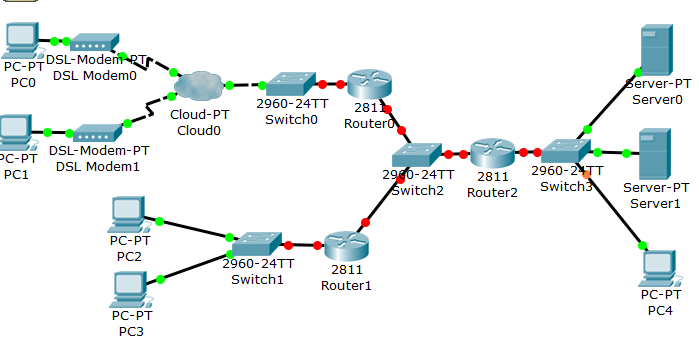 PC-PT
PC0
DSL-Modem-PT
DSL Modem0
PC-PT
PC1
DSL-Modem-PT
DSL Modem1
Cloud-PT
Cloud0
2960-24TT
Switch0
2811
Router0
2960-24TT
Switch2
2811
Router2
2960-24TT
Switch3
Server-PT
Server0
Server-PT
Server1
PC-PT
PC2
PC-PT
PC3
2960-24TT
Switch1
2811
Router1
PC-PT
PC4